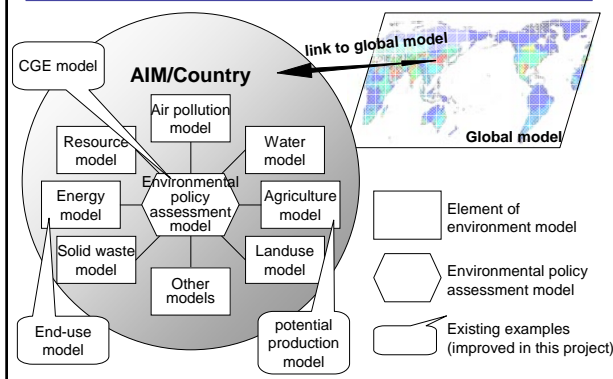 CGE model
AIM/Country
link to global model
Global model
Air pollution
model
Resource
model
Water
model
Energy
model
Environmental
policy
assessment
model
Agriculture
model
Solid waste
model
Landuse
model
Other
models
End-use
model
potential
production
model
Element of
environment model
Environmental policy
assessment model
Existing examples
(improved in this project)